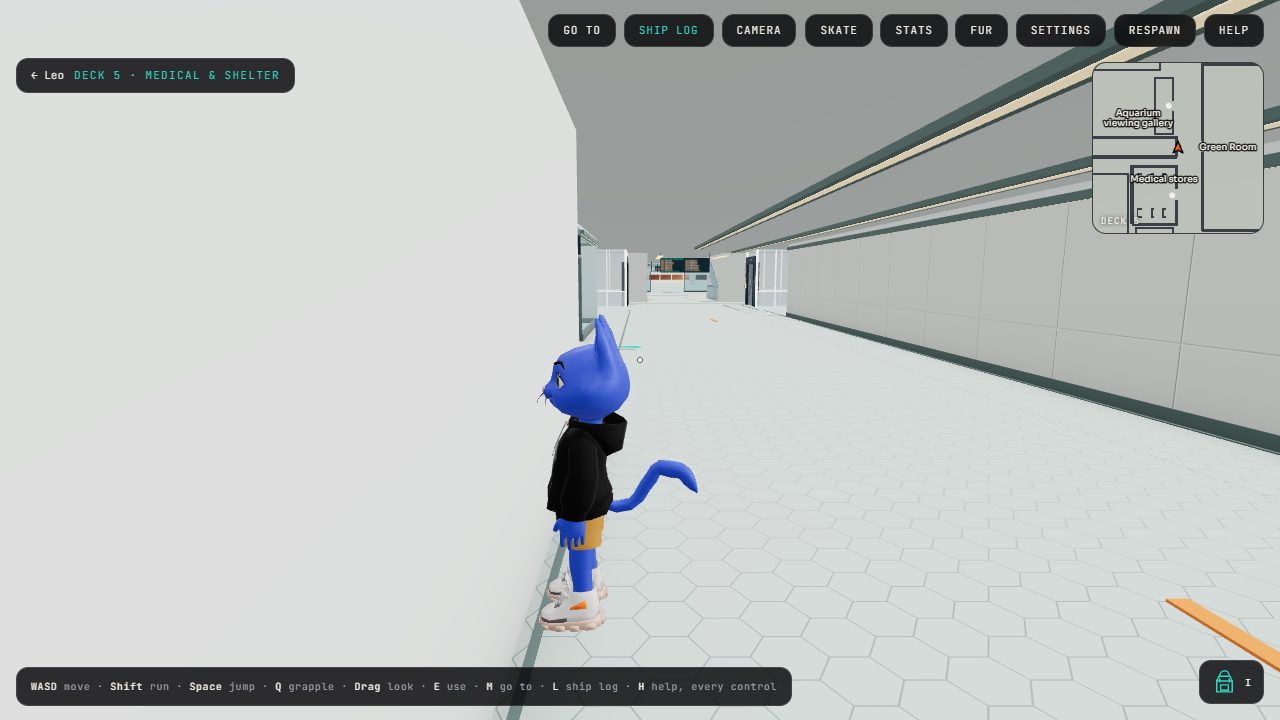 GO TO
SHIP LOG
CAMERA
SKATE
STATS
FUR
SETTINGS
RESPAWN
HELP
← Leo DECK 5 · MEDICAL & SHELTER
Aquarium
viewing gallery
Green Room
Medical stores
DECK 5
WASD move · Shift run · Space jump · Q grapple · Drag look · E use · M go to · L ship log · H help, every control
I